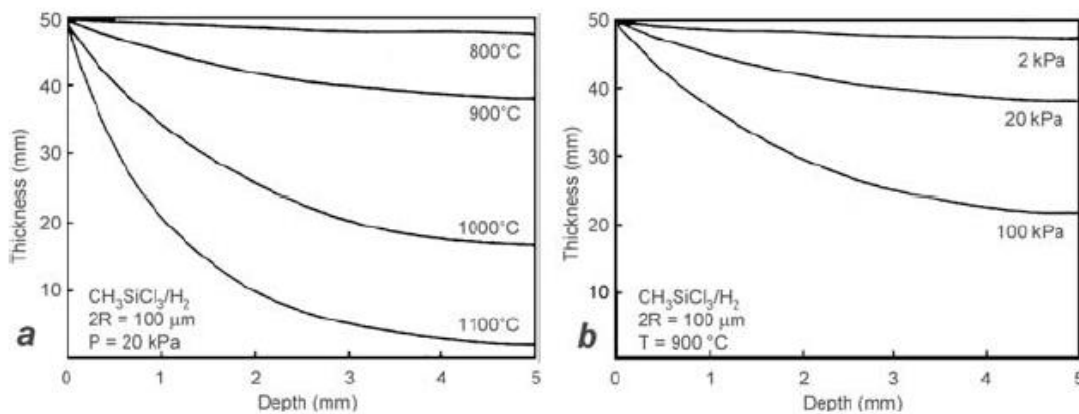 50
40
30
20
10
Thickness (mm)
800°C
900°C
1000°C
1100°C
CH₃SiCl₃/H₂
2R = 100 µm
P = 20 kPa
a
0 1 2 3 4 5
Depth (mm)
50
40
30
20
10
Thickness (mm)
2 kPa
20 kPa
100 kPa
CH₃SiCl₃/H₂
2R = 100 µm
T = 900 °C
b
0 1 2 3 4 5
Depth (mm)